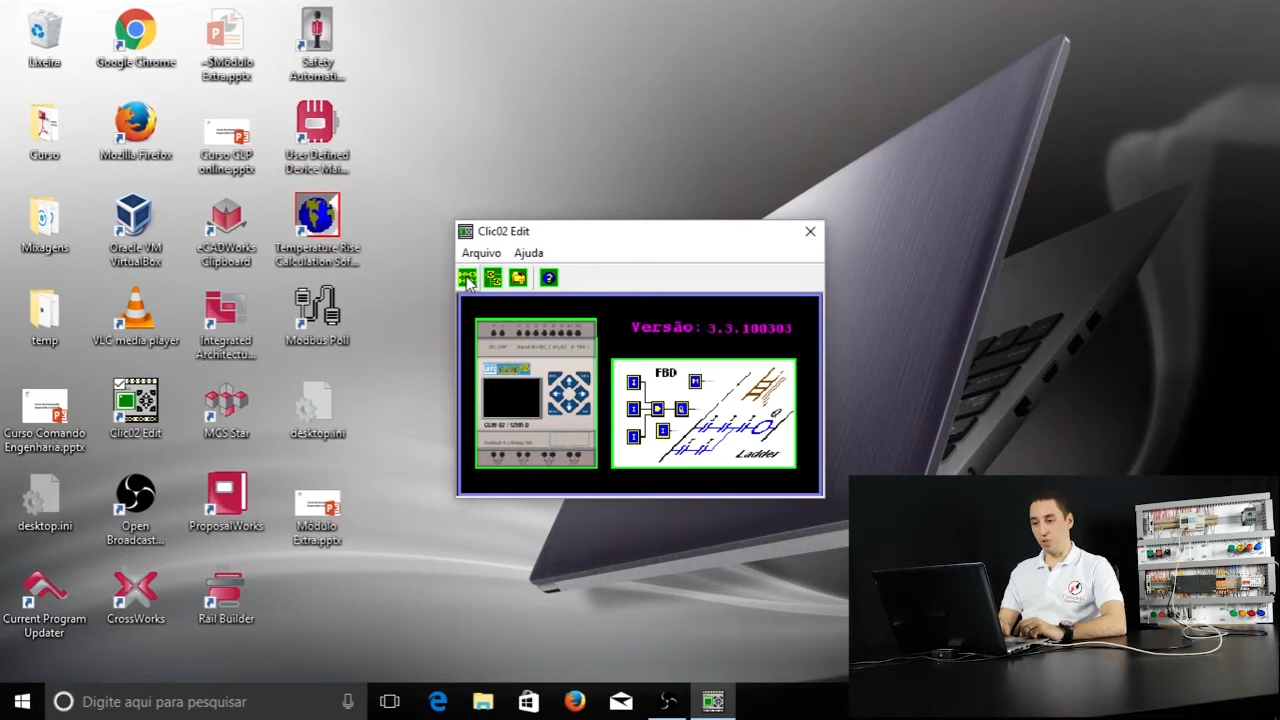 Lixeira
Google Chrome
~$Módulo
Extra.pptx
Safety
Automati...
Curso
Mozilla Firefox
Curso CLP
online.pptx
User Defined
Device Mai...
Mixagens
Oracle VM
VirtualBox
eCADWorks
Clipboard
Temperature Rise
Calculation Sof...
temp
VLC media player
Integrated
Architectu...
Modbus Poll
Curso Comando
Engenharia.pptx
Clic02 Edit
MCS Star
desktop.ini
desktop.ini
Open
Broadcast...
ProposalWorks
Módulo
Extra.pptx
Current Program
Updater
CrossWorks
Rail Builder
Clic02 Edit
Arquivo Ajuda
Versão: 3.3.100303
FBD
Ladder
Digite aqui para pesquisar